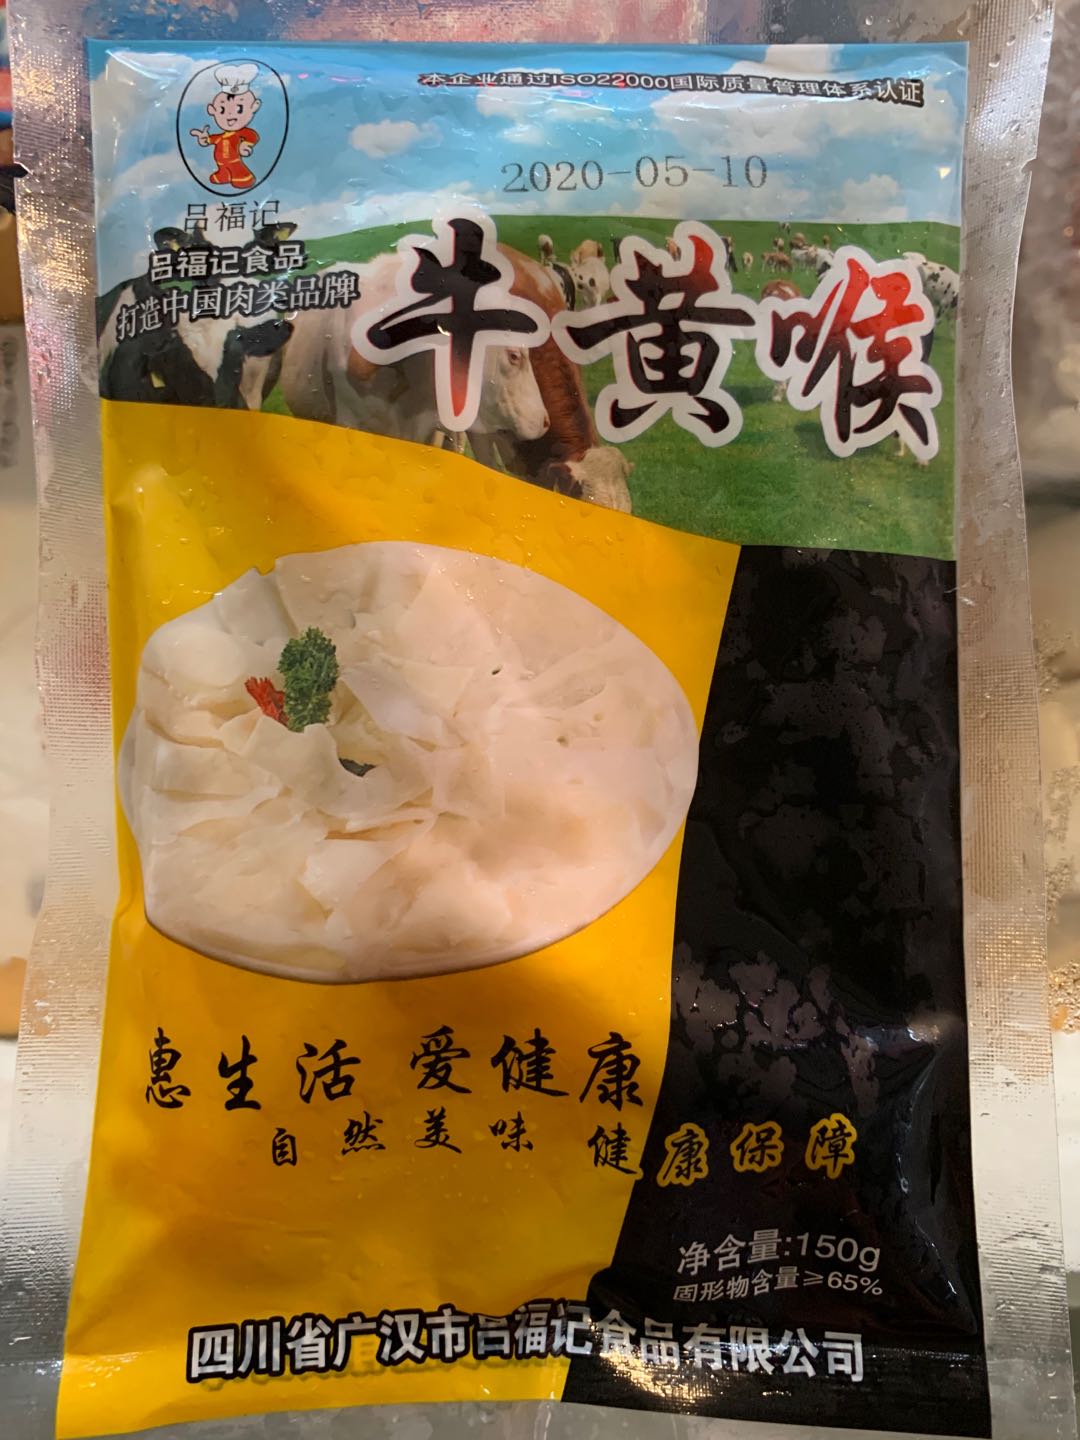 本企业通过ISO22000国际质量管理体系认证
2020-05-10
吕福记
吕福记食品
打造中国肉类品牌
牛黄喉
惠生活 爱健康
自然美味 健康保障
净含量:150g
固形物含量≥65%
四川省广汉市吕福记食品有限公司